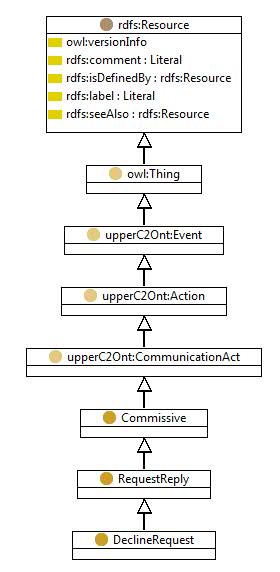 rdfs:Resource
owl:versionInfo
rdfs:comment : Literal
rdfs:isDefinedBy : rdfs:Resource
rdfs:label : Literal
rdfs:seeAlso : rdfs:Resource
owl:Thing
upperC2Ont:Event
upperC2Ont:Action
upperC2Ont:CommunicationAct
Commissive
RequestReply
DeclineRequest